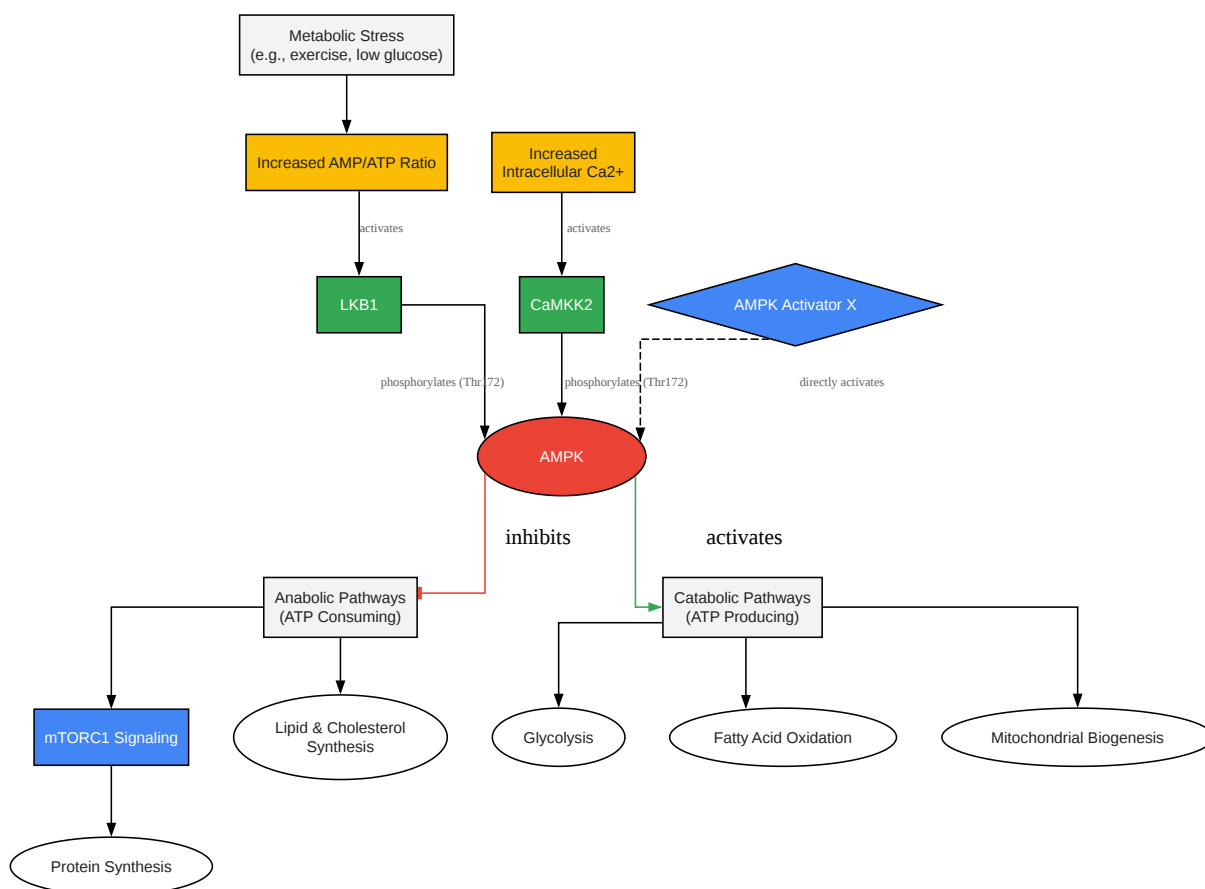 Metabolic Stress
(e.g., exercise, low glucose)
Increased AMP/ATP Ratio
Increased
Intracellular Ca2+
activates
activates
LKB1
CaMKK2
AMPK Activator X
phosphorylates (Thr172)
phosphorylates (Thr172)
directly activates
AMPK
inhibits
activates
Anabolic Pathways
(ATP Consuming)
Catabolic Pathways
(ATP Producing)
mTORC1 Signaling
Lipid & Cholesterol
Synthesis
Glycolysis
Fatty Acid Oxidation
Mitochondrial Biogenesis
Protein Synthesis